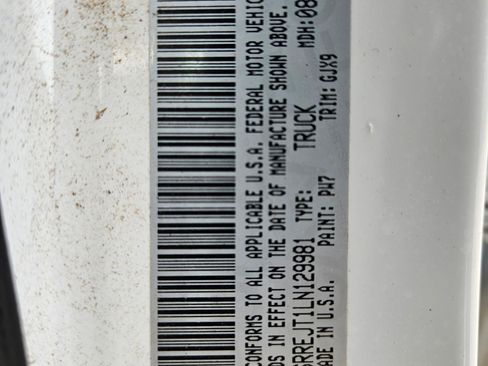 CONFORMS TO ALL APPLICABLE U.S.A. FEDERAL MOTOR VEHIC
DS IN EFFECT ON THE DATE OF MANUFACTURE SHOWN ABOVE.
RREJT1LN129981 TYPE: TRUCK MDH:08
ADE IN U.S.A. PAINT: PW7 TRIM: GJX9